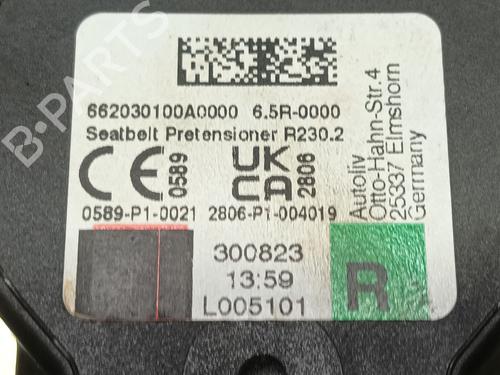 B-PARTS
662030100A0000 6.5R-0000
Seatbelt Pretensioner R230.2
CE 0589
UK CA 2806
0589-P1-0021 2806-P1-004019
Autoliv
Otto-Hahn-Str.4
25337 Elmshorn
Germany
300823
13:59
L005101
R